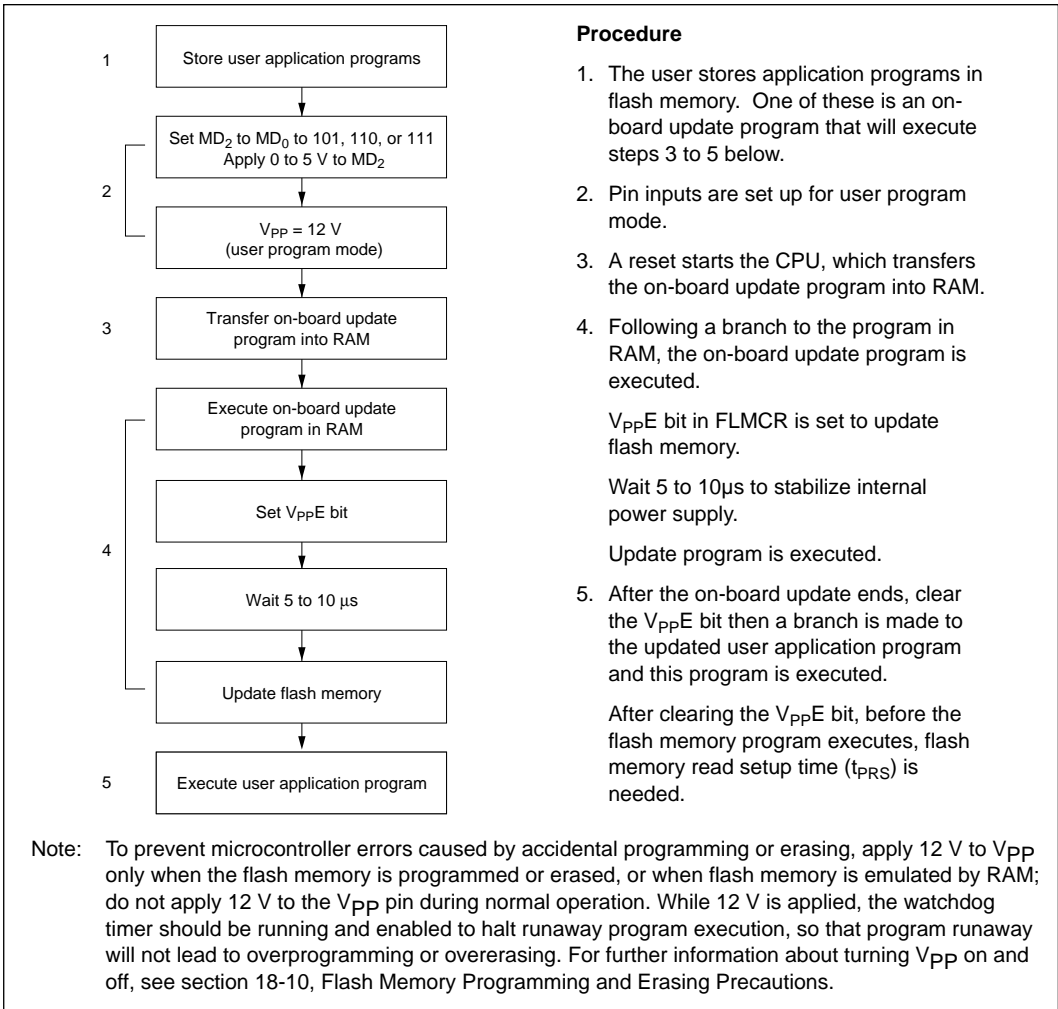 1
Store user application programs
2
Set MD2 to MD0 to 101, 110, or 111
Apply 0 to 5 V to MD2
VPP = 12 V
(user program mode)
3
Transfer on-board update
program into RAM
4
Execute on-board update
program in RAM
Set VPPE bit
Wait 5 to 10 µs
Update flash memory
5
Execute user application program
Procedure
1. The user stores application programs in
flash memory. One of these is an on-
board update program that will execute
steps 3 to 5 below.
2. Pin inputs are set up for user program
mode.
3. A reset starts the CPU, which transfers
the on-board update program into RAM.
4. Following a branch to the program in
RAM, the on-board update program is
executed.
VPPE bit in FLMCR is set to update
flash memory.
Wait 5 to 10µs to stabilize internal
power supply.
Update program is executed.
5. After the on-board update ends, clear
the VPPE bit then a branch is made to
the updated user application program
and this program is executed.
After clearing the VPPE bit, before the
flash memory program executes, flash
memory read setup time (tPRS) is
needed.
Note: To prevent microcontroller errors caused by accidental programming or erasing, apply 12 V to VPP
only when the flash memory is programmed or erased, or when flash memory is emulated by RAM;
do not apply 12 V to the VPP pin during normal operation. While 12 V is applied, the watchdog
timer should be running and enabled to halt runaway program execution, so that program runaway
will not lead to overprogramming or overerasing. For further information about turning VPP on and
off, see section 18-10, Flash Memory Programming and Erasing Precautions.